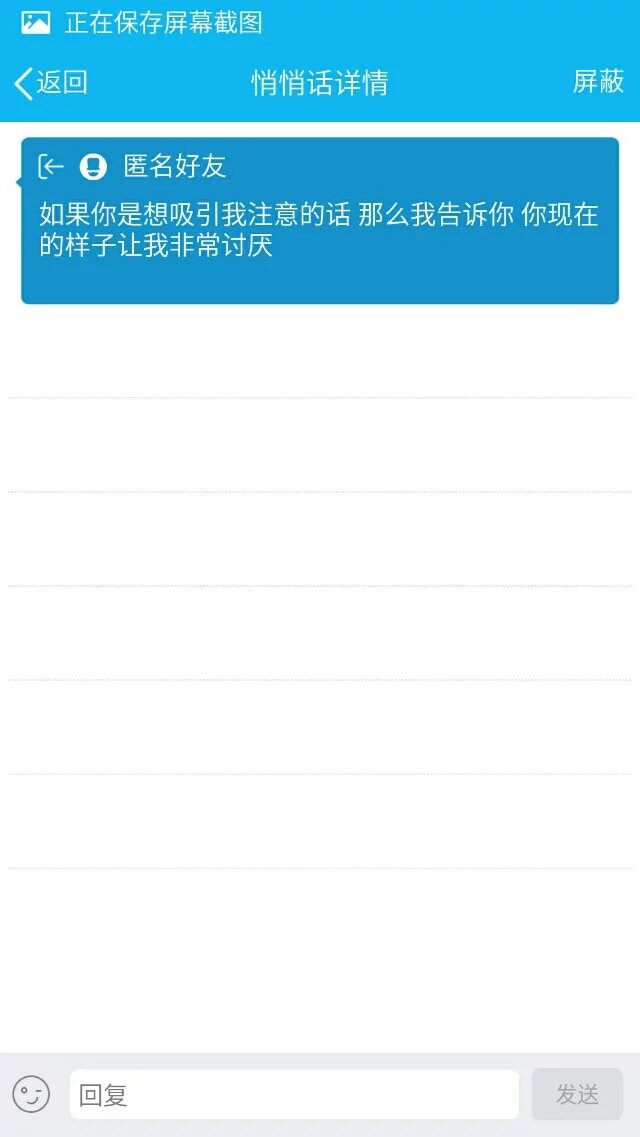 正在保存屏幕截图
返回
悄悄话详情
屏蔽
匿名好友
如果你是想吸引我注意的话 那么我告诉你 你现在
的样子让我非常讨厌
回复
发送